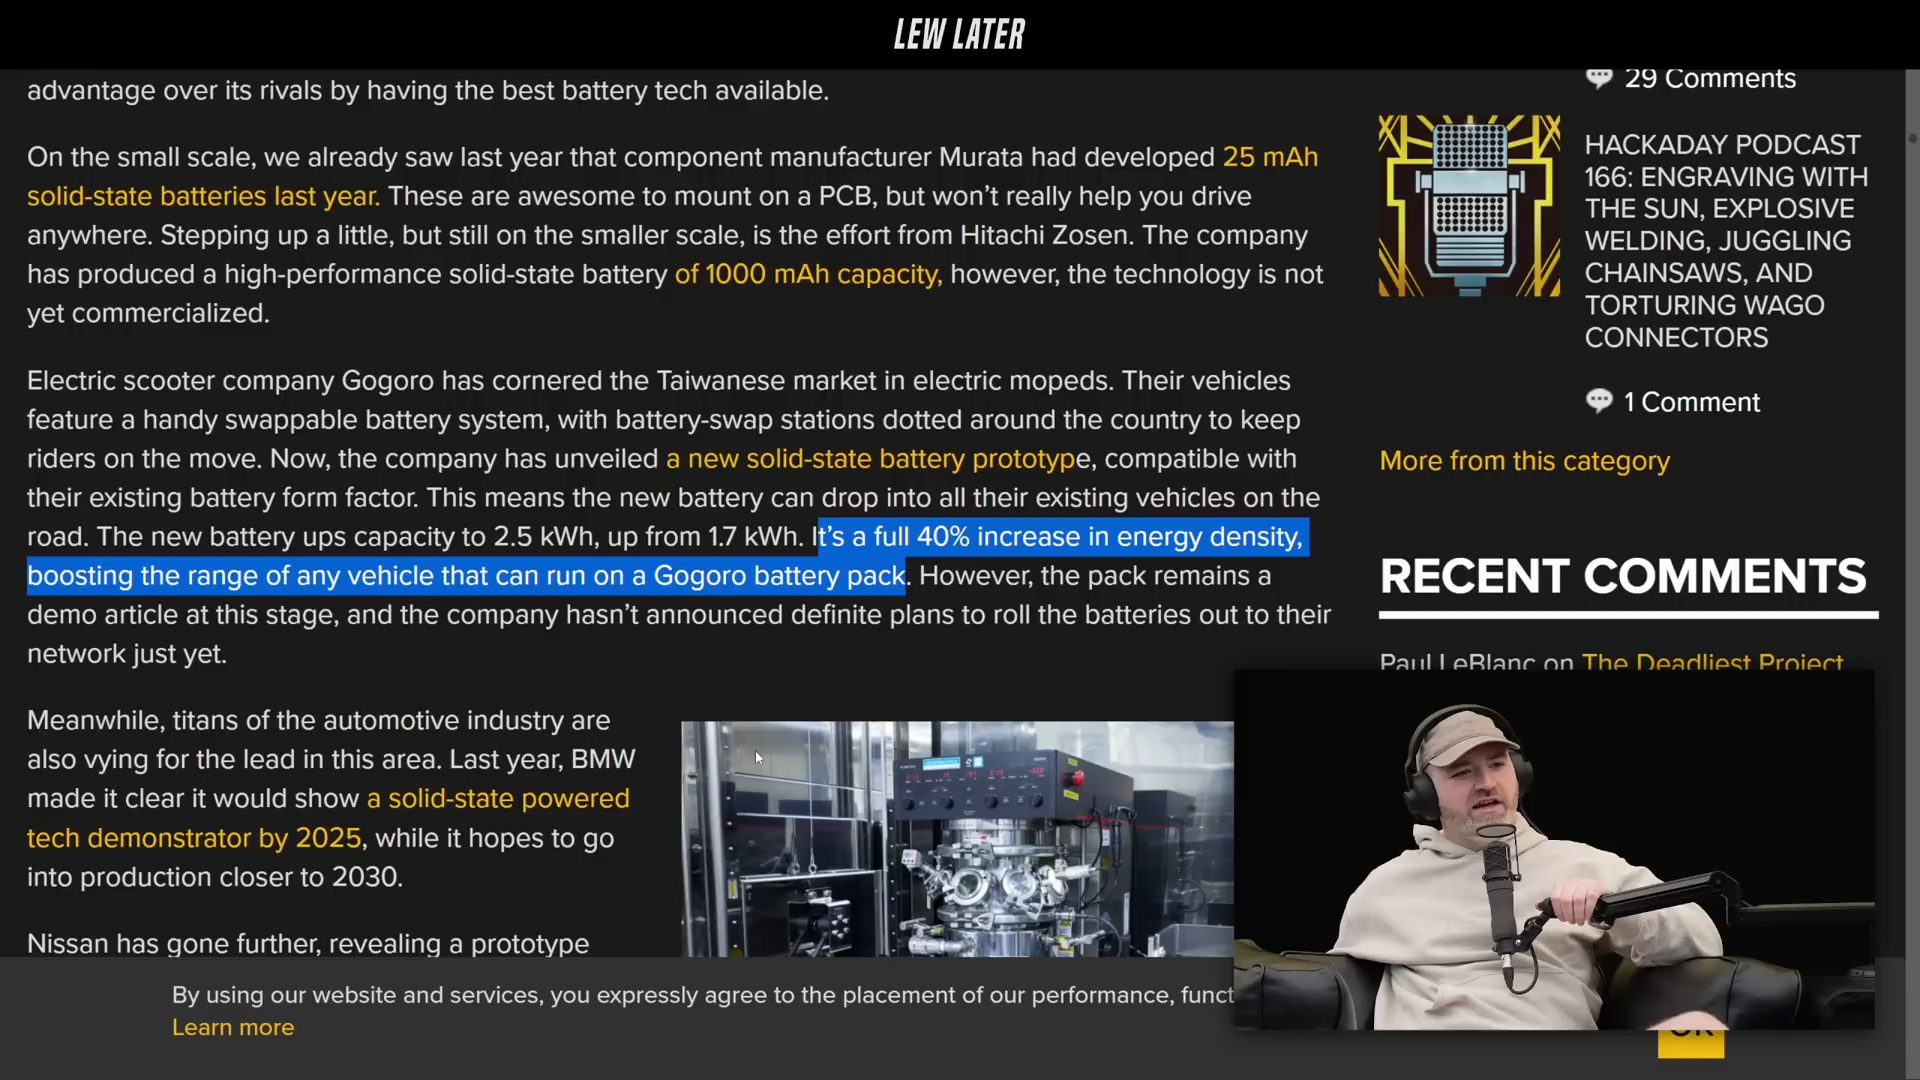 LEW LATER
advantage over its rivals by having the best battery tech available.
On the small scale, we already saw last year that component manufacturer Murata had developed 25 mAh
solid-state batteries last year. These are awesome to mount on a PCB, but won’t really help you drive
anywhere. Stepping up a little, but still on the smaller scale, is the effort from Hitachi Zosen. The company
has produced a high-performance solid-state battery of 1000 mAh capacity, however, the technology is not
yet commercialized.
Electric scooter company Gogoro has cornered the Taiwanese market in electric mopeds. Their vehicles
feature a handy swappable battery system, with battery-swap stations dotted around the country to keep
riders on the move. Now, the company has unveiled a new solid-state battery prototype, compatible with
their existing battery form factor. This means the new battery can drop into all their existing vehicles on the
road. The new battery ups capacity to 2.5 kWh, up from 1.7 kWh. It’s a full 40% increase in energy density,
boosting the range of any vehicle that can run on a Gogoro battery pack. However, the pack remains a
demo article at this stage, and the company hasn’t announced definite plans to roll the batteries out to their
network just yet.
Meanwhile, titans of the automotive industry are
also vying for the lead in this area. Last year, BMW
made it clear it would show a solid-state powered
tech demonstrator by 2025, while it hopes to go
into production closer to 2030.
Nissan has gone further, revealing a prototype
29 Comments
HACKADAY PODCAST
166: ENGRAVING WITH
THE SUN, EXPLOSIVE
WELDING, JUGGLING
CHAINSAWS, AND
TORTURING WAGO
CONNECTORS
1 Comment
More from this category
RECENT COMMENTS
Paul LeBlanc on The Deadliest Project
By using our website and services, you expressly agree to the placement of our performance, funct
Learn more
OK